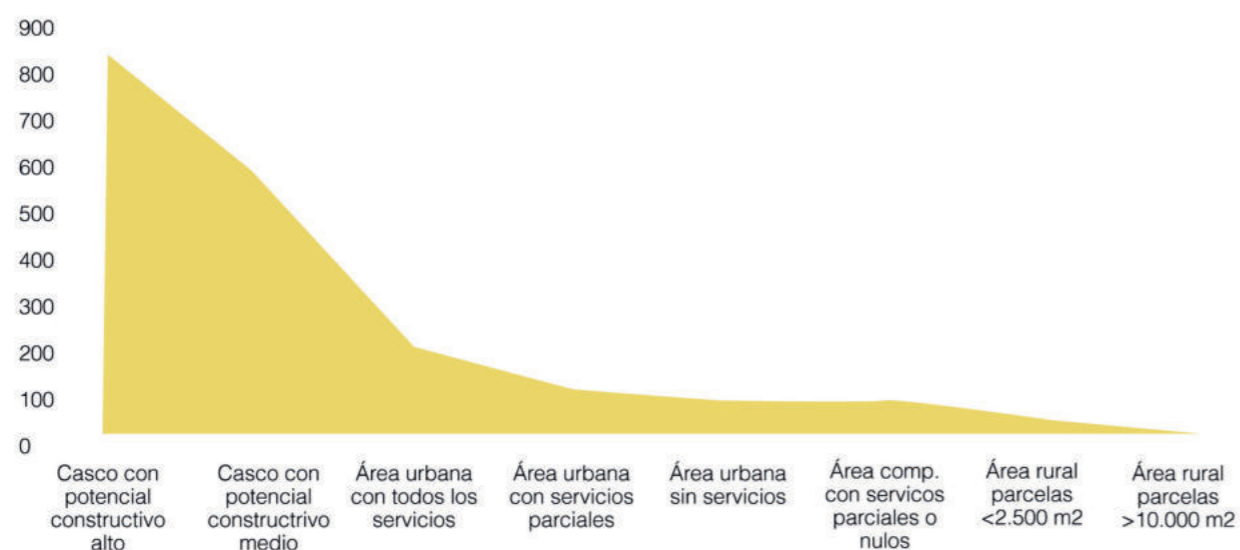 900
800
700
600
500
400
300
200
100
0
Casco con
potencial
constructivo
alto
Casco con
potencial
constructrivo
medio
Área urbana
con todos los
servicios
Área urbana
con servicios
parciales
Área urbana
sin servicios
Área comp.
con servicos
parciales o
nulos
Área rural
parcelas
<2.500 m2
Área rural
parcelas
>10.000 m2